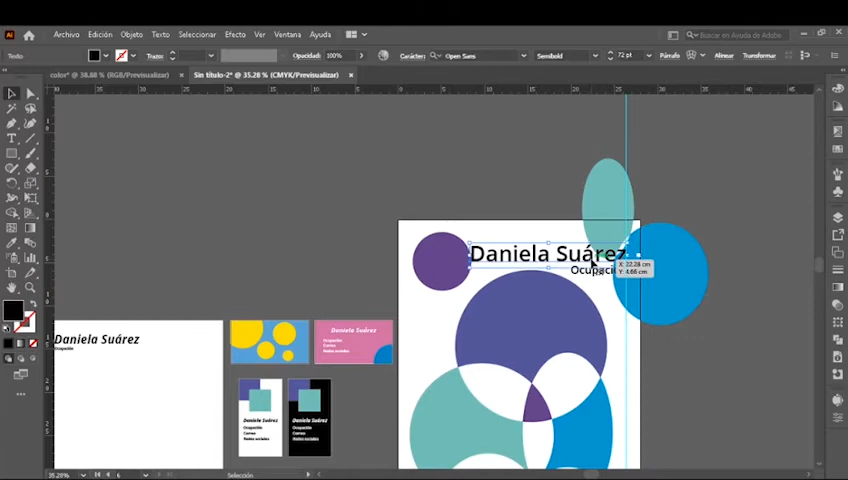 Archivo Edición Objeto Texto Seleccionar Efecto Ver Ventana Ayuda
Buscar en Ayuda de Adobe
Texto Trazo: Opacidad: 100% Carácter: Open Sans Semibold 72 pt Párrafo Alinear Transformar
color* @ 38.88 % (RGB/Previsualizar) × Sin título-2* @ 35.28 % (CMYK/Previsualizar) ×
Daniela Suárez
X: 22.28 cm
Y: 4.66 cm
Daniela Suárez
Ocupación
Daniela Suárez
Ocupación
Correo
Redes sociales
Daniela Suárez
Ocupación
Correo
Redes sociales
Daniela Suárez
Ocupación
Correo
Redes sociales
35.28% 6 Selección